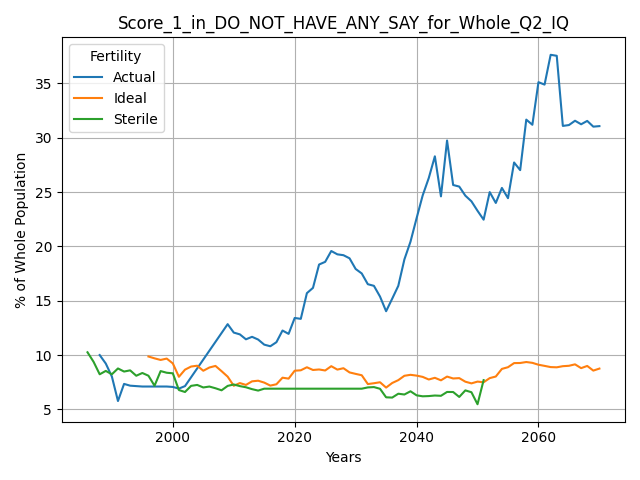 Score_1_in_DO_NOT_HAVE_ANY_SAY_for_Whole_Q2_IQ
Fertility
Actual
Ideal
Sterile
% of Whole Population
35
30
25
20
15
10
5
2000 2020 2040 2060
Years